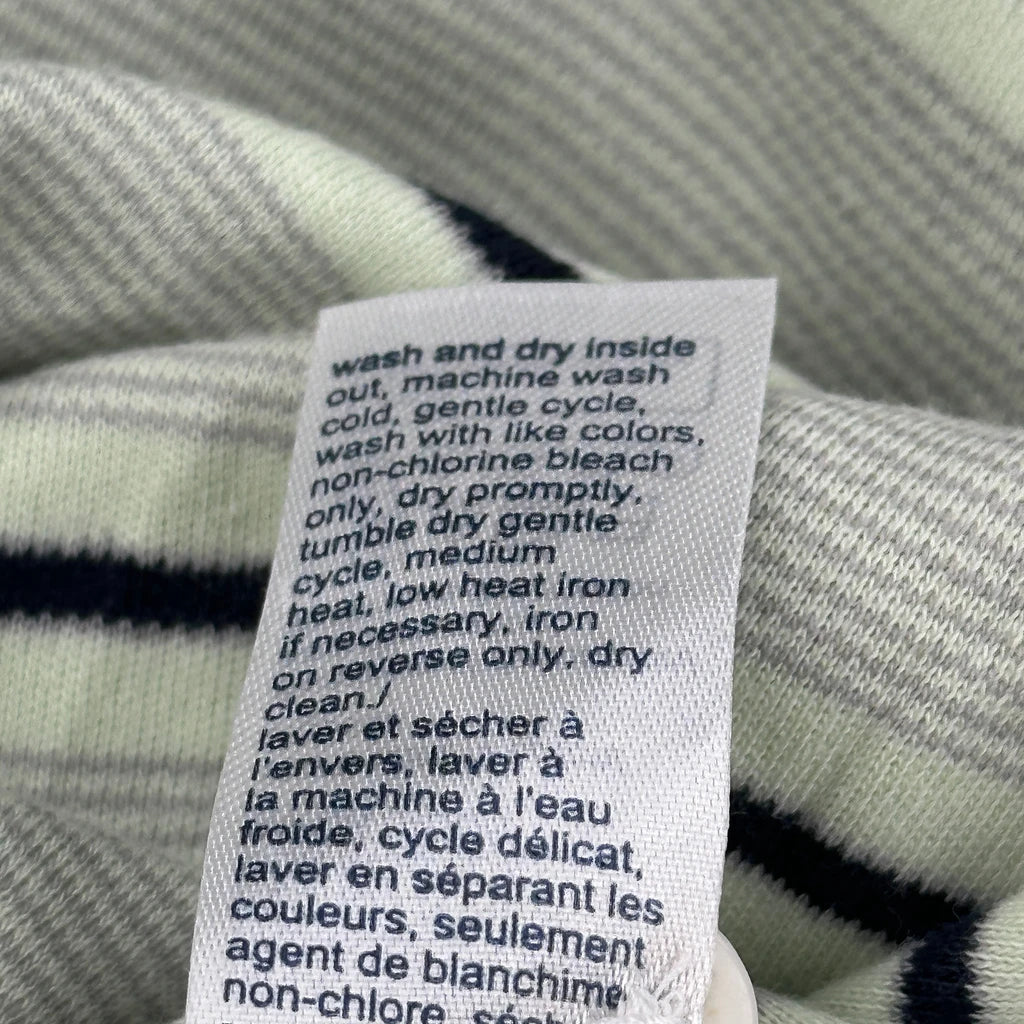 wash and dry inside
out, machine wash
cold, gentle cycle,
wash with like colors,
non-chlorine bleach
only, dry promptly,
tumble dry gentle
cycle, medium
heat, low heat iron
if necessary, iron
on reverse only, dry
clean./
laver et sécher à
l'envers, laver à
la machine à l'eau
froide, cycle délicat,
laver en séparant les
couleurs, seulement
agent de blanchime
non-chlore,